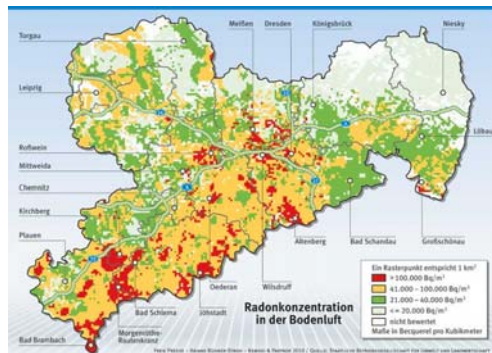 Meißen
Dresden
Königsbrück
Niesky
Torgau
Leipzig
Roßwein
Mittweida
Chemnitz
Kirchberg
Plauen
Löbau
Bad Brambach
Bad Schlema
Morgenröthe-
Rautenkranz
Jöhstadt
Oederan
Wilsdruff
Altenberg
Bad Schandau
Großschönau
Radonkonzentration
in der Bodenluft
Ein Rasterpunkt entspricht 1 km²
>100.000 Bq/m³
41.000 – 100.000 Bq/m³
21.000 – 40.000 Bq/m³
<= 20.000 Bq/m³
nicht bewertet
Maße in Becquerel pro Kubikmeter